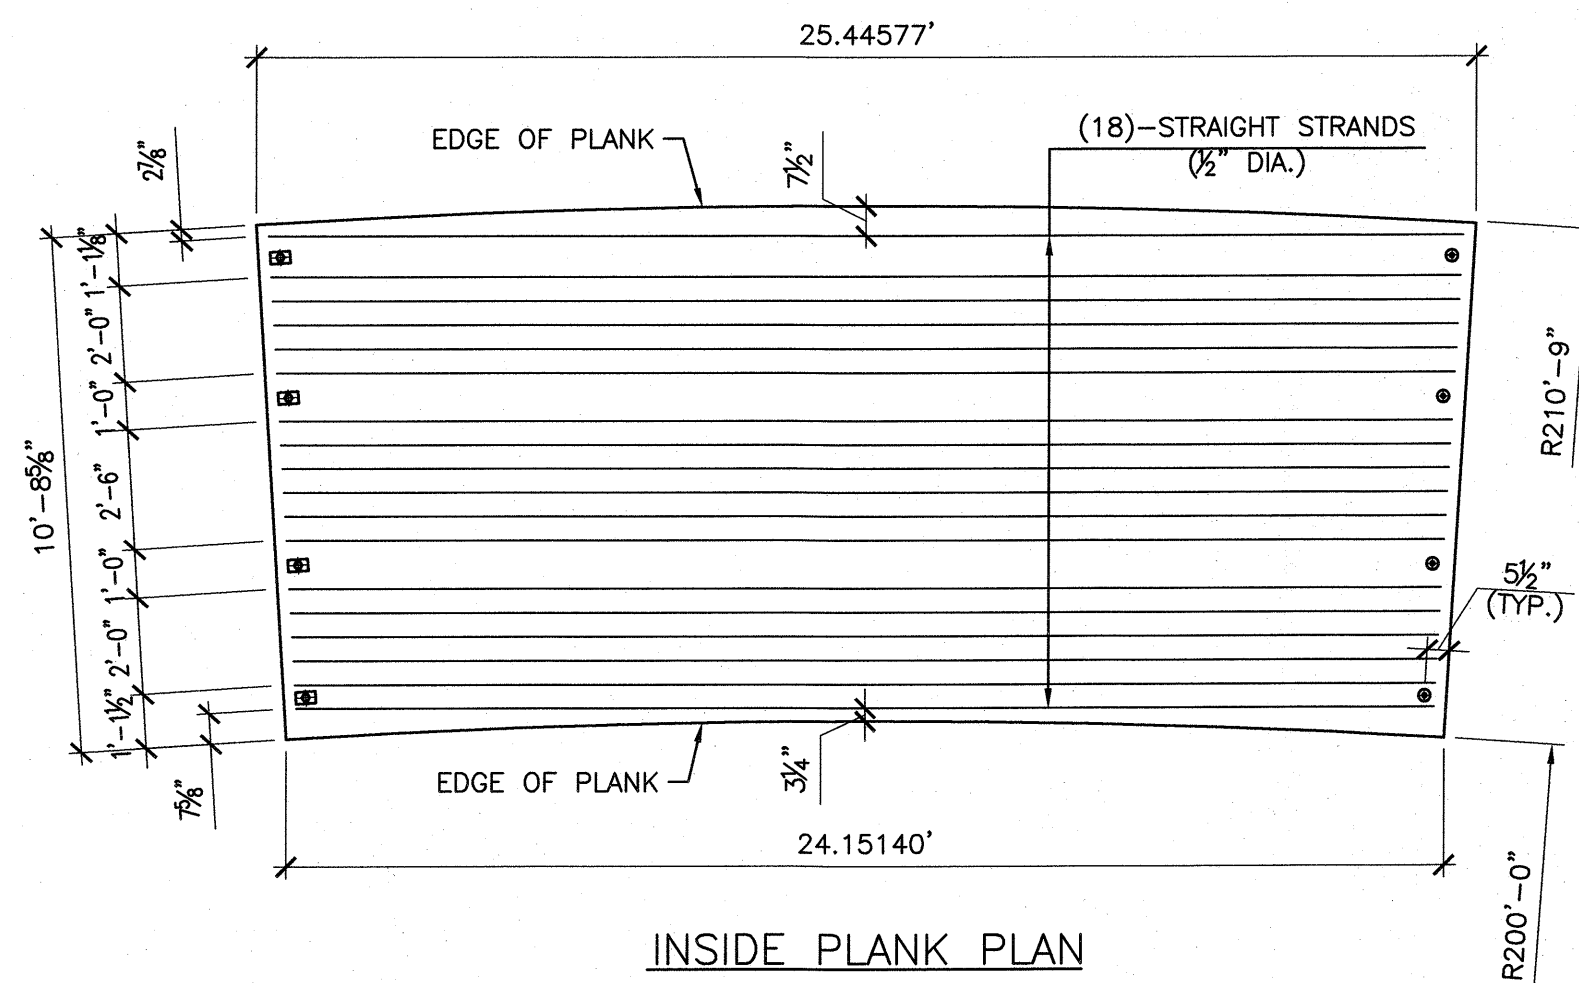 25.44577'
EDGE OF PLANK
(18)-STRAIGHT STRANDS
(½" DIA.)
2⅞"
7½"
1'-1⅛"
2'-0"
1'-0"
10'-8⅝"
2'-6"
1'-0"
2'-0"
1'-1½"
7⅝"
R210'-9"
5½"
(TYP.)
EDGE OF PLANK
3¼"
24.15140'
R200'-0"
INSIDE PLANK PLAN